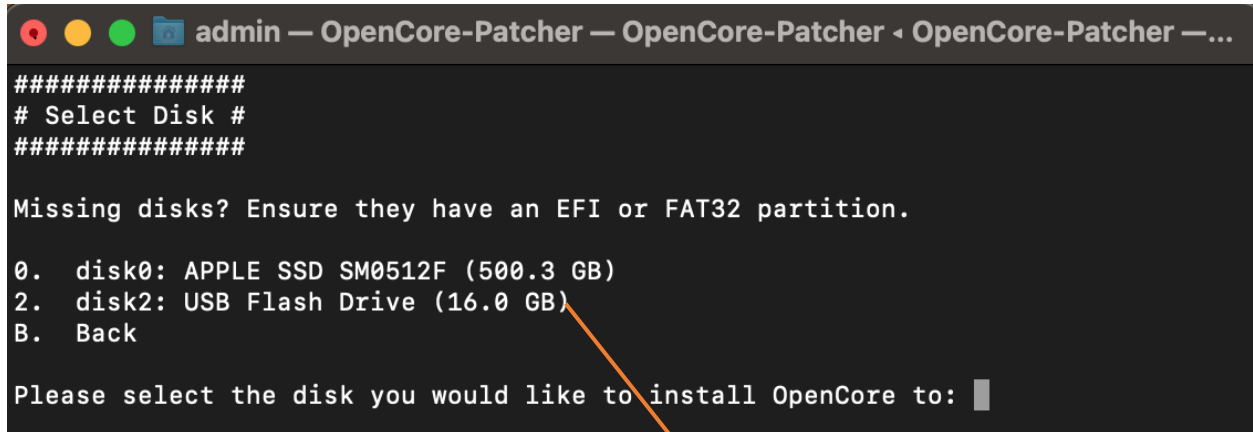 admin — OpenCore-Patcher — OpenCore-Patcher ◂ OpenCore-Patcher —...
###############
# Select Disk #
###############
Missing disks? Ensure they have an EFI or FAT32 partition.
0. disk0: APPLE SSD SM0512F (500.3 GB)
2. disk2: USB Flash Drive (16.0 GB)
B. Back
Please select the disk you would like to install OpenCore to: